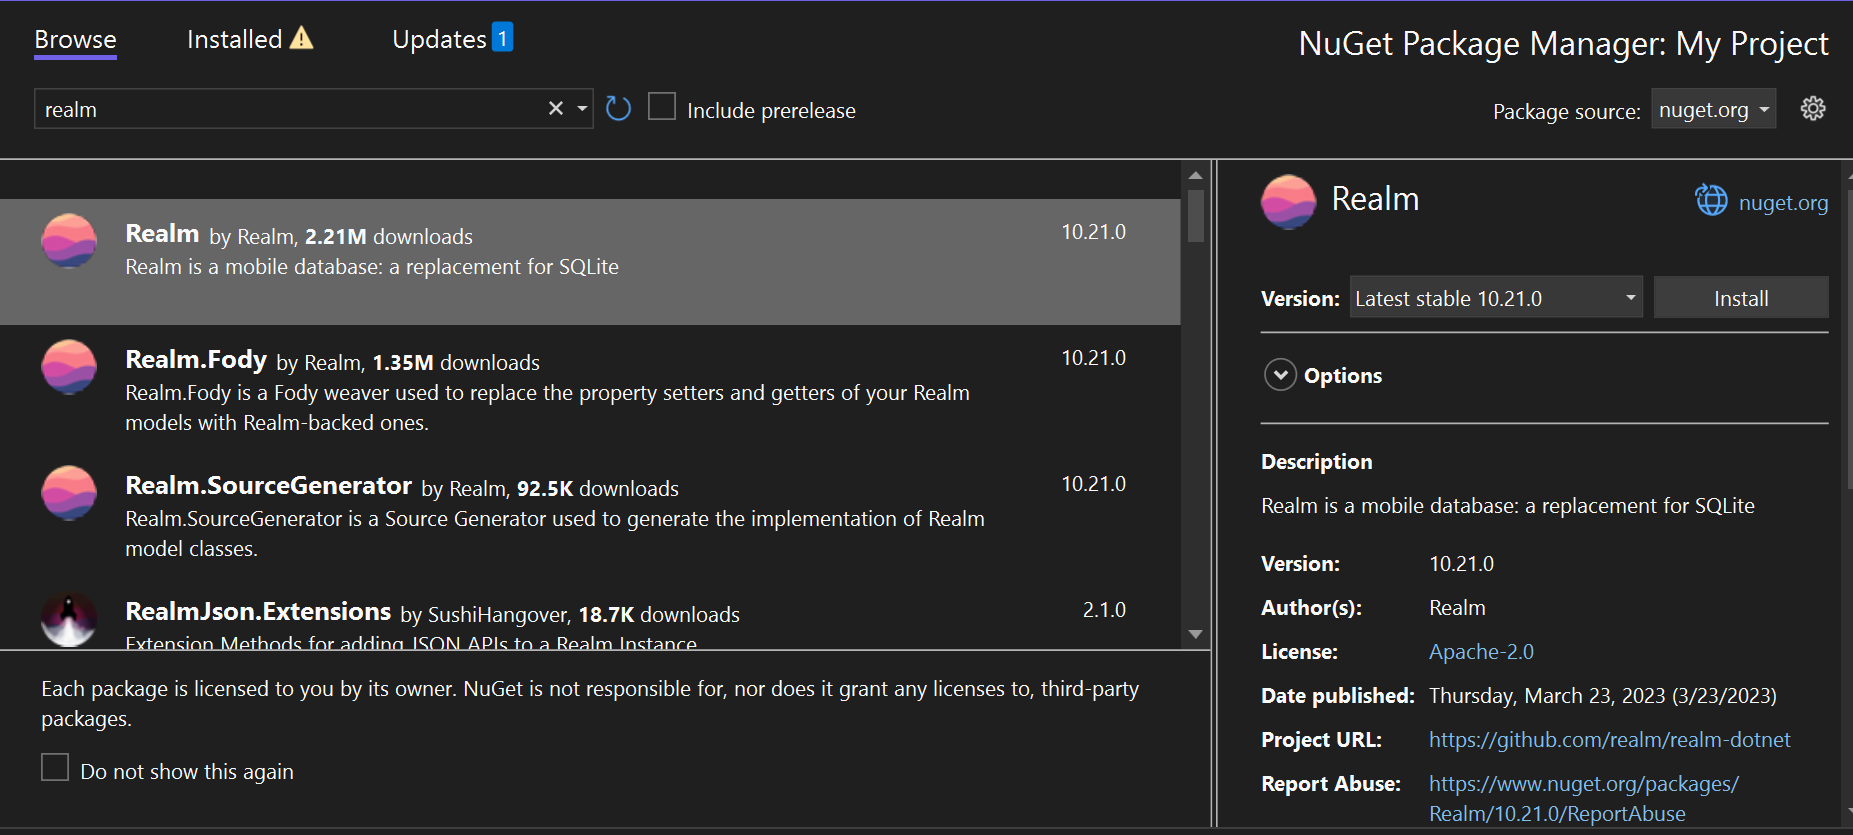 Browse Installed Updates 1
NuGet Package Manager: My Project
realm
Include prerelease
Package source: nuget.org
Realm by Realm, 2.21M downloads 10.21.0
Realm is a mobile database: a replacement for SQLite
Realm.Fody by Realm, 1.35M downloads 10.21.0
Realm.Fody is a Fody weaver used to replace the property setters and getters of your Realm
models with Realm-backed ones.
Realm.SourceGenerator by Realm, 92.5K downloads 10.21.0
Realm.SourceGenerator is a Source Generator used to generate the implementation of Realm
model classes.
RealmJson.Extensions by SushiHangover, 18.7K downloads 2.1.0
Extension Methods for adding JSON APIs to a Realm Instance
Each package is licensed to you by its owner. NuGet is not responsible for, nor does it grant any licenses to, third-party
packages.
Do not show this again
Realm nuget.org
Version: Latest stable 10.21.0 Install
Options
Description
Realm is a mobile database: a replacement for SQLite
Version: 10.21.0
Author(s): Realm
License: Apache-2.0
Date published: Thursday, March 23, 2023 (3/23/2023)
Project URL: https://github.com/realm/realm-dotnet
Report Abuse: https://www.nuget.org/packages/
Realm/10.21.0/ReportAbuse